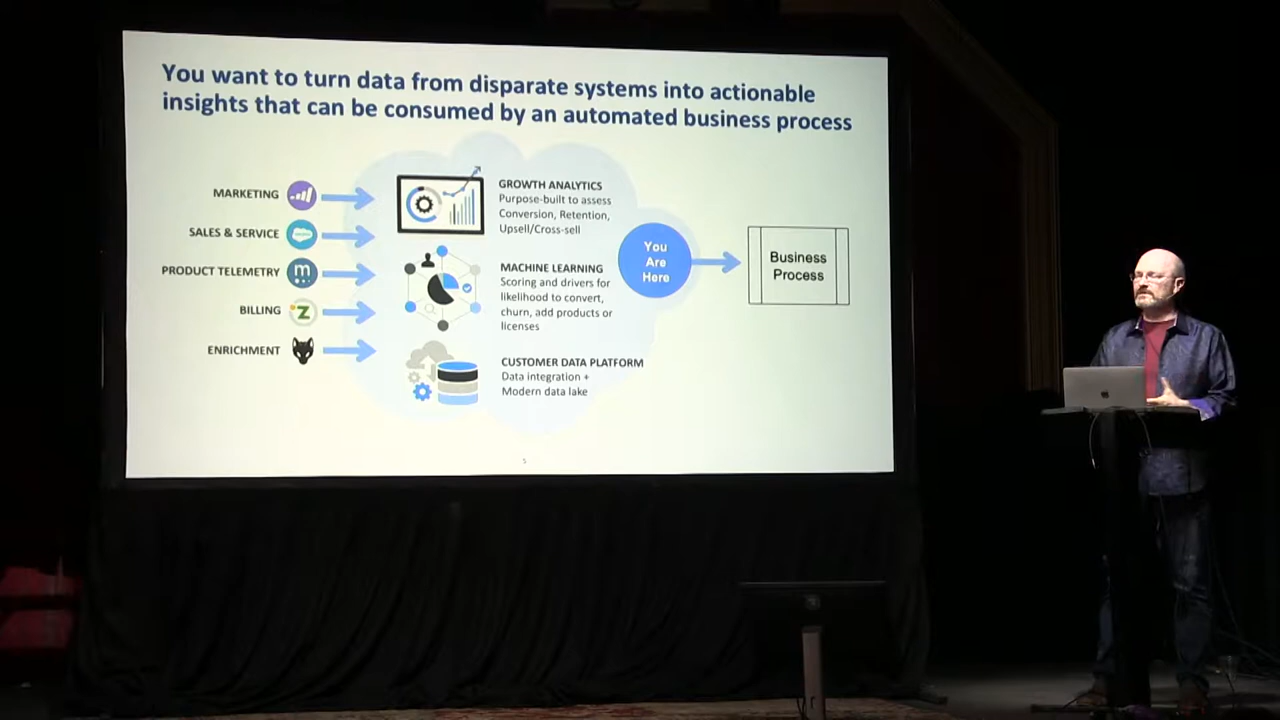 You want to turn data from disparate systems into actionable
insights that can be consumed by an automated business process
MARKETING
SALES & SERVICE
PRODUCT TELEMETRY
m
BILLING
Z
ENRICHMENT
GROWTH ANALYTICS
Purpose-built to assess
Conversion, Retention,
Upsell/Cross-sell
MACHINE LEARNING
Scoring and drivers for
likelihood to convert,
churn, add products or
licenses
CUSTOMER DATA PLATFORM
Data integration +
Modern data lake
You
Are
Here
Business
Process
5